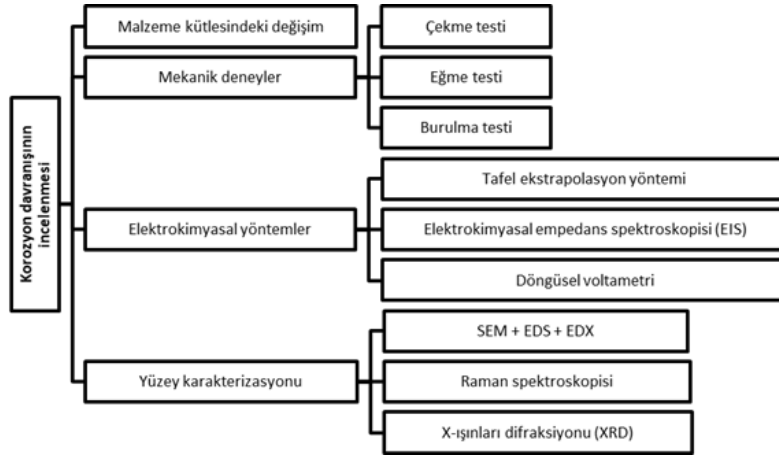 Korozyon davranışının
incelenmesi
Malzeme kütlesindeki değişim
Mekanik deneyler
Çekme testi
Eğme testi
Burulma testi
Elektrokimyasal yöntemler
Tafel ekstrapolasyon yöntemi
Elektrokimyasal empedans spektroskopisi (EIS)
Döngüsel voltametri
Yüzey karakterizasyonu
SEM + EDS + EDX
Raman spektroskopisi
X-ışınları difraksiyonu (XRD)